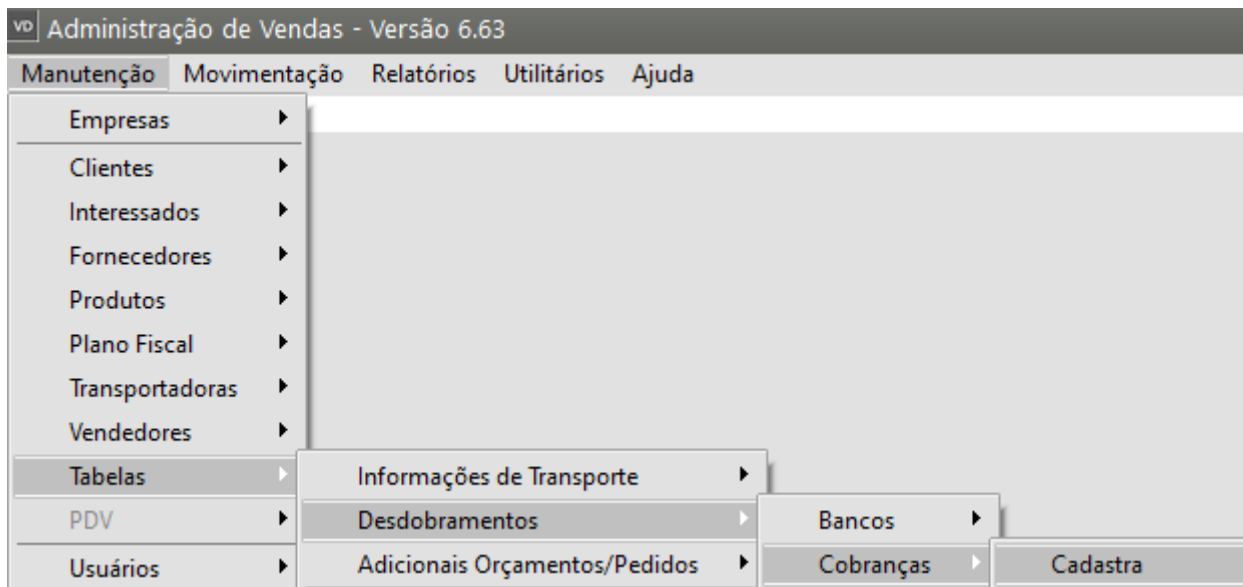 VD Administração de Vendas - Versão 6.63
Manutenção Movimentação Relatórios Utilitários Ajuda
Empresas
Clientes
Interessados
Fornecedores
Produtos
Plano Fiscal
Transportadoras
Vendedores
Tabelas Informações de Transporte
PDV Desdobramentos Bancos
Usuários Adicionais Orçamentos/Pedidos Cobranças Cadastra